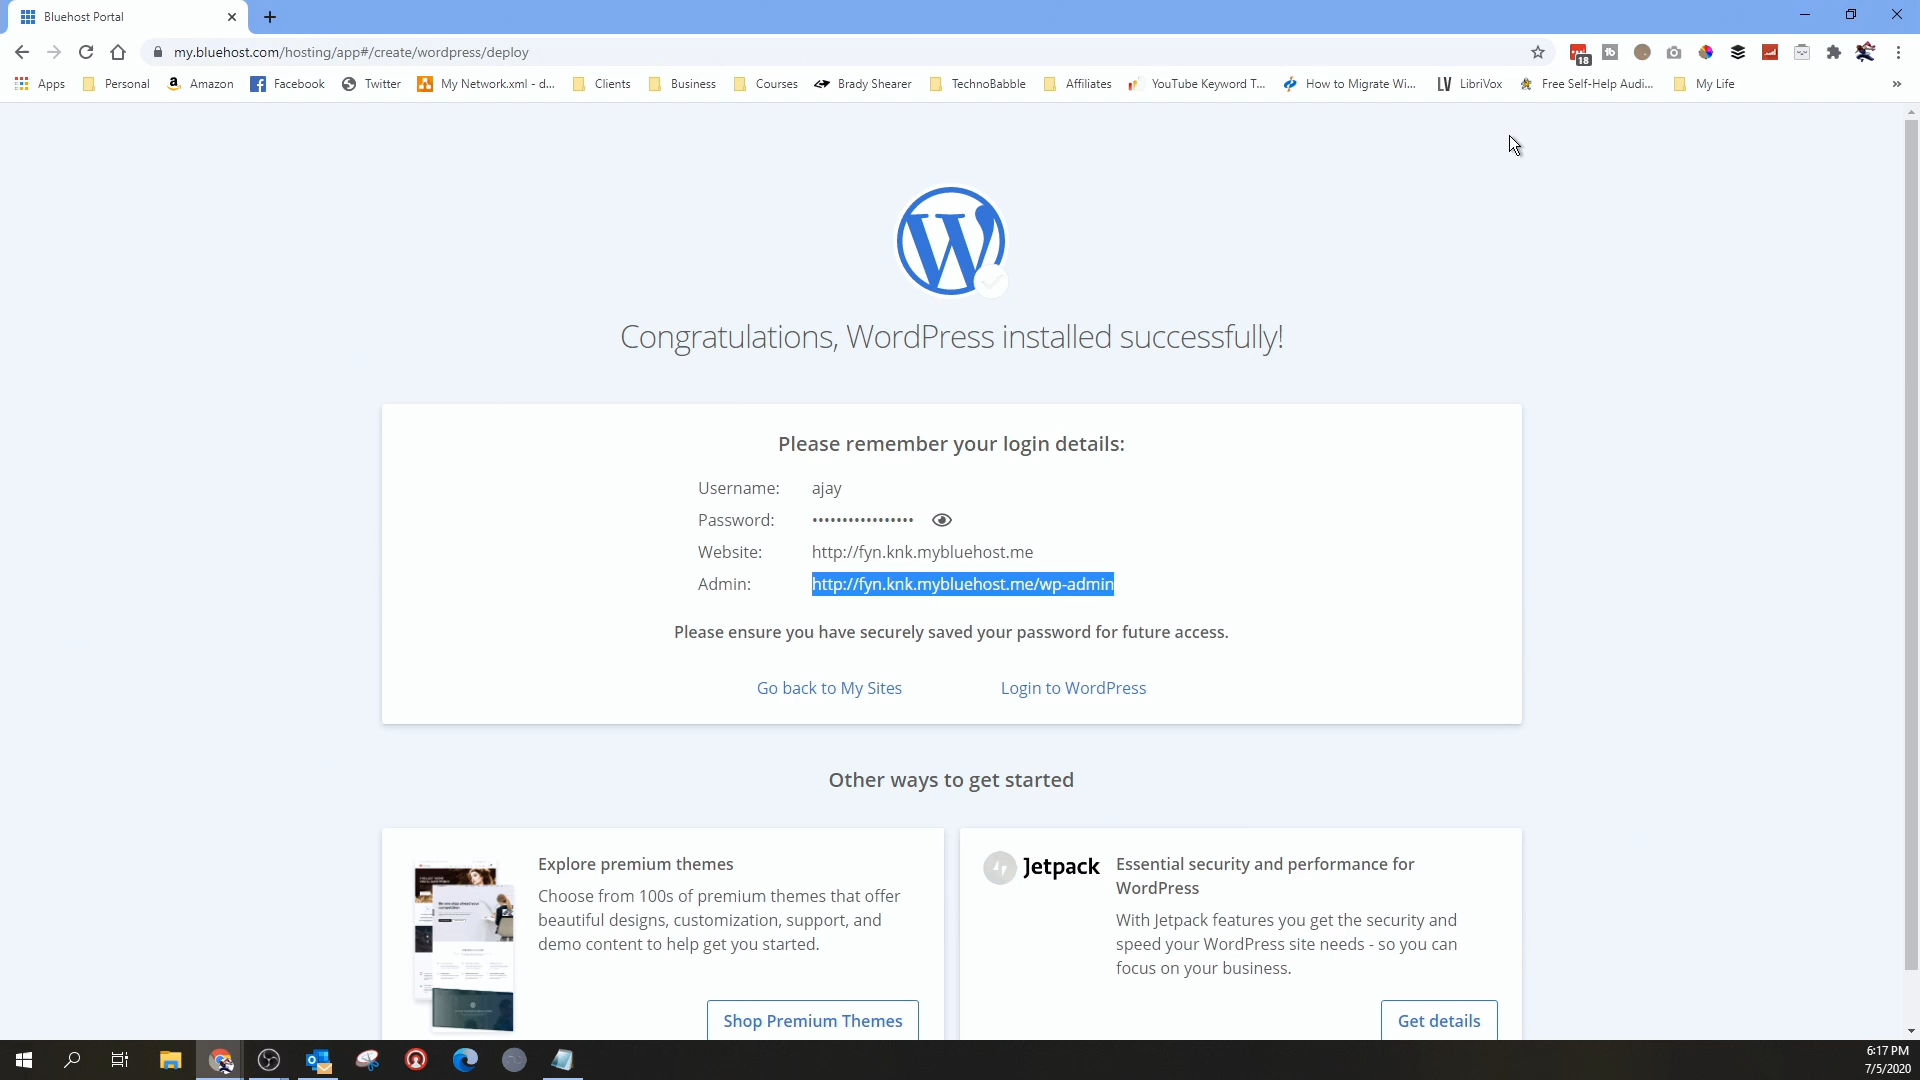 Bluehost Portal
my.bluehost.com/hosting/app#/create/wordpress/deploy
18
Apps
Personal
Amazon
Facebook
Twitter
My Network.xml - d...
Clients
Business
Courses
Brady Shearer
TechnoBabble
Affiliates
YouTube Keyword T...
How to Migrate Wi...
LibriVox
Free Self-Help Audi...
My Life
»
Congratulations, WordPress installed successfully!
Please remember your login details:
Username: ajay
Password: •••••••••••••••••
Website: http://fyn.knk.mybluehost.me
Admin: http://fyn.knk.mybluehost.me/wp-admin
Please ensure you have securely saved your password for future access.
Go back to My Sites
Login to WordPress
Other ways to get started
Explore premium themes
Choose from 100s of premium themes that offer
beautiful designs, customization, support, and
demo content to help get you started.
Shop Premium Themes
Jetpack
Essential security and performance for
WordPress
With Jetpack features you get the security and
speed your WordPress site needs - so you can
focus on your business.
Get details
6:17 PM
7/5/2020